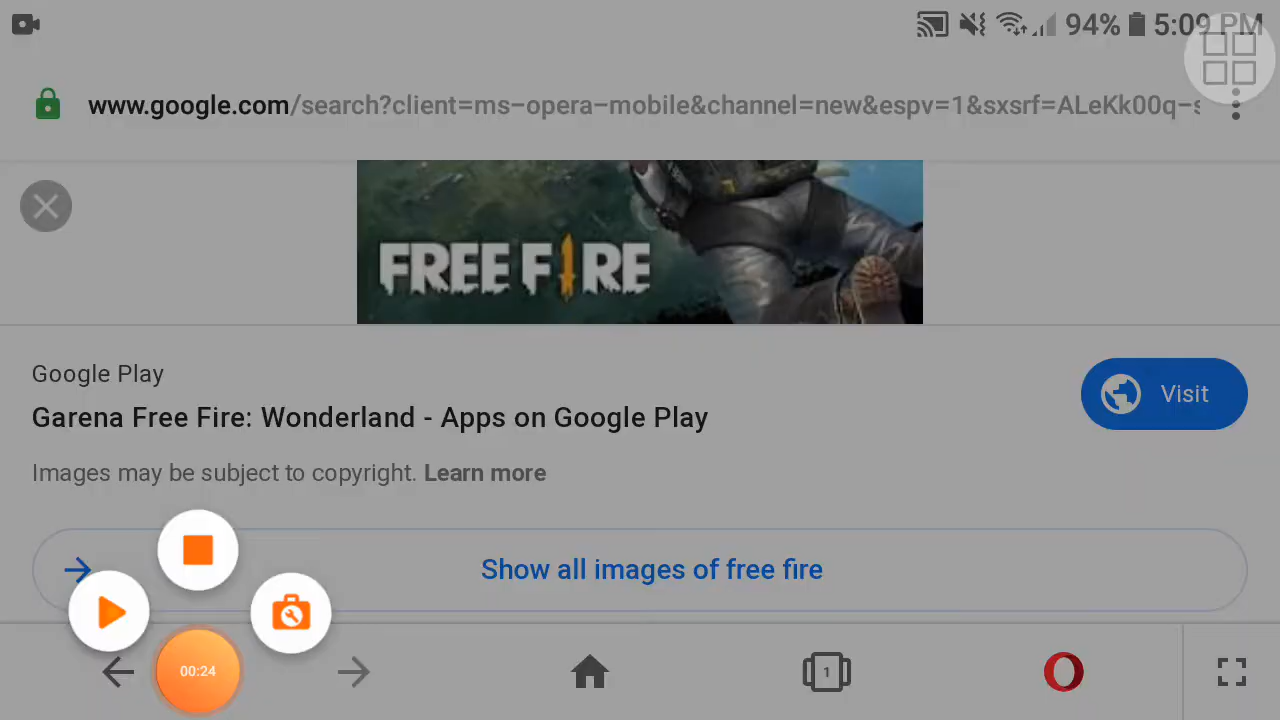 94% 5:09 PM
www.google.com/search?client=ms-opera-mobile&channel=new&espv=1&sxsrf=ALeKk00q-s
FREE FIRE
Google Play
Visit
Garena Free Fire: Wonderland - Apps on Google Play
Images may be subject to copyright. Learn more
Show all images of free fire
00:24
1